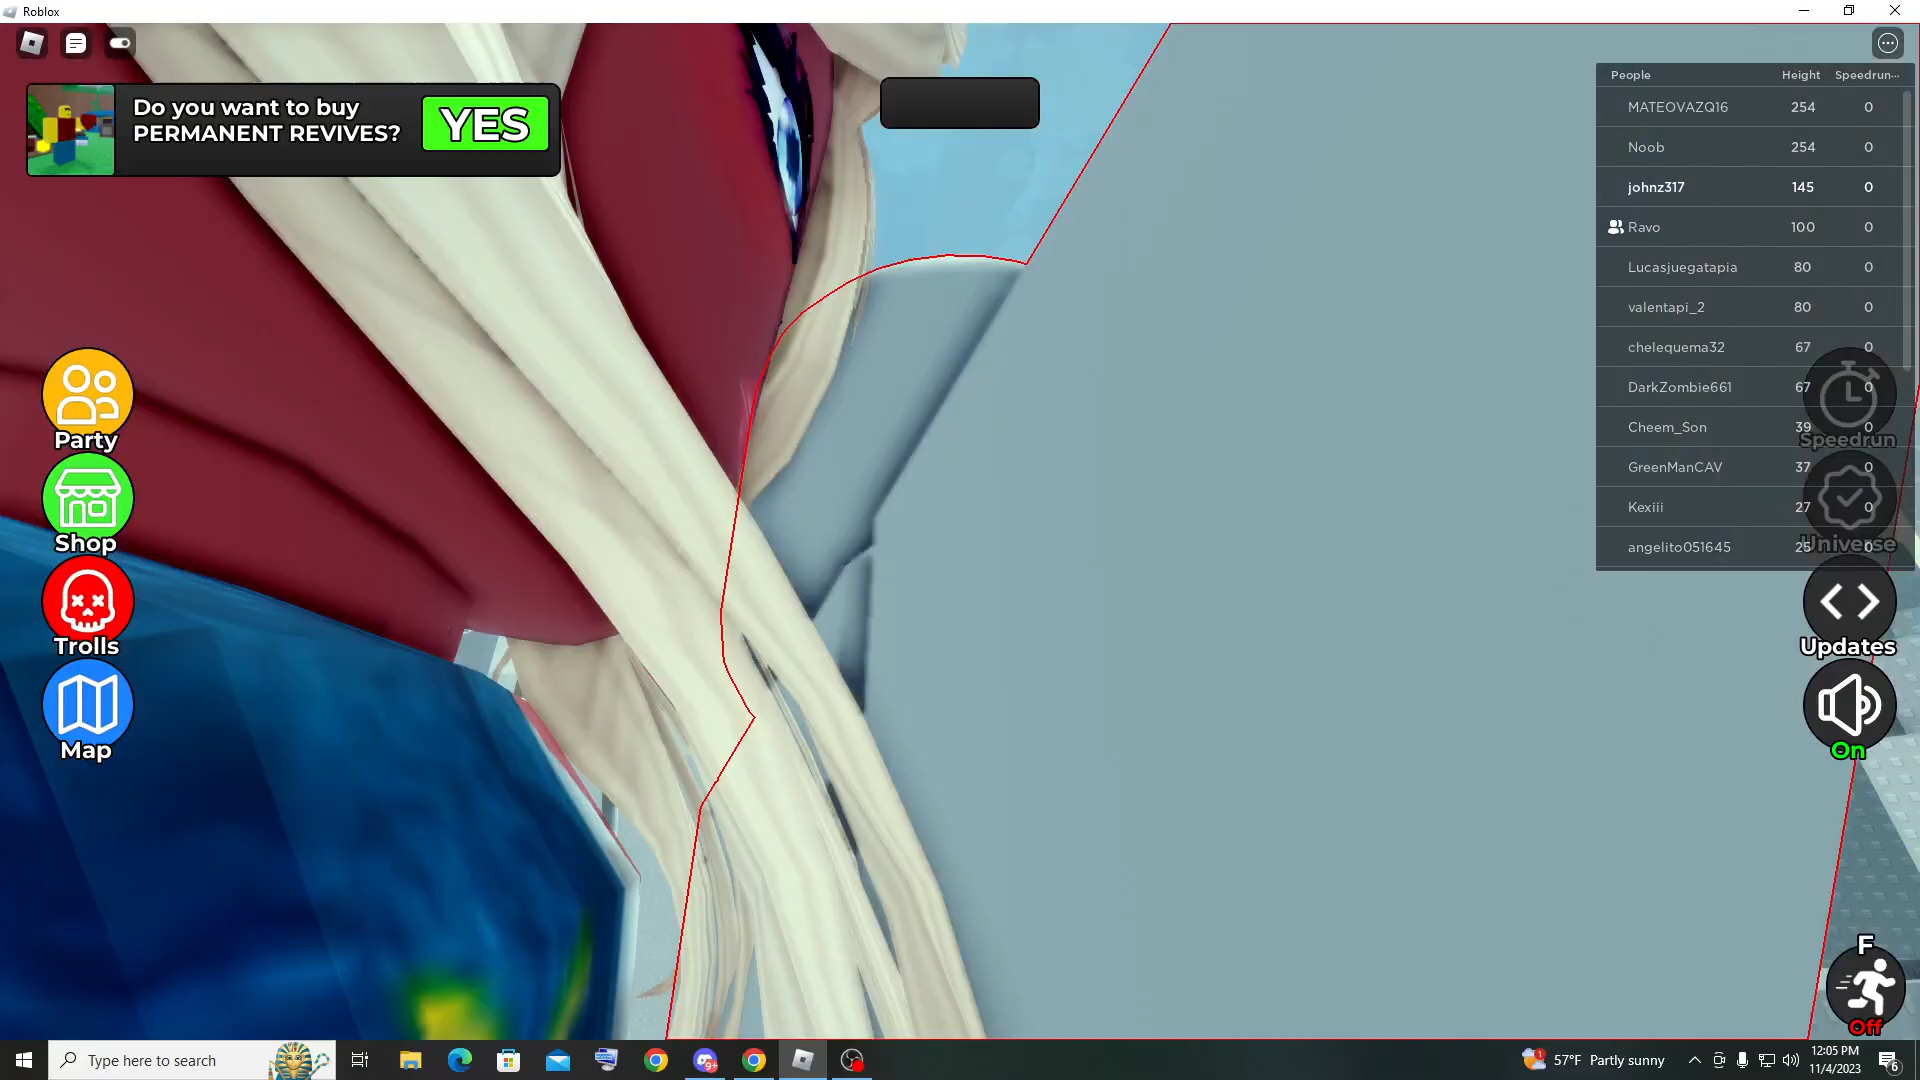 Roblox
Do you want to buy
PERMANENT REVIVES?
YES
People Height Speedrun...
MATEOVAZQ16 254 0
Noob 254 0
johnz317 145 0
Ravo 100 0
Lucasjuegatapia 80 0
valentapi_2 80 0
chelequema32 67 0
DarkZombie661 67 0
Cheem_Son 39 0
GreenManCAV 37 0
Kexiii 27 0
angelito051645 25 0
Party
Shop
Trolls
Map
Speedrun
Universe
Updates
On
F
Off
Type here to search
9+
1
57°F Partly sunny
12:05 PM
11/4/2023
6